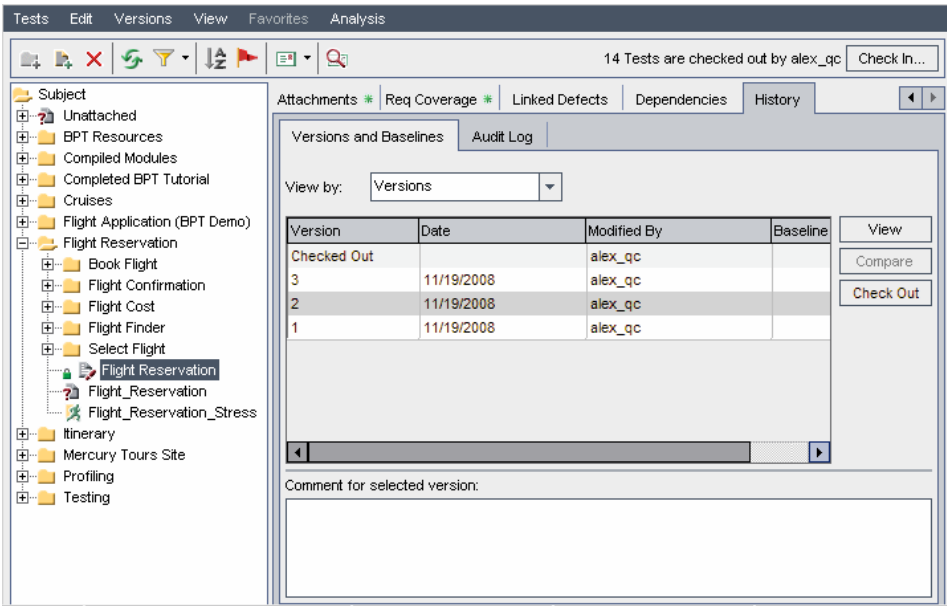 Tests Edit Versions View Favorites Analysis
14 Tests are checked out by alex_qc Check In...
Subject
Unattached
BPT Resources
Compiled Modules
Completed BPT Tutorial
Cruises
Flight Application (BPT Demo)
Flight Reservation
Book Flight
Flight Confirmation
Flight Cost
Flight Finder
Select Flight
Flight Reservation
Flight_Reservation
Flight_Reservation_Stress
Itinerary
Mercury Tours Site
Profiling
Testing
Attachments * Req Coverage * Linked Defects Dependencies History
Versions and Baselines Audit Log
View by: Versions
Version Date Modified By Baseline
Checked Out alex_qc
3 11/19/2008 alex_qc
2 11/19/2008 alex_qc
1 11/19/2008 alex_qc
View
Compare
Check Out
Comment for selected version: